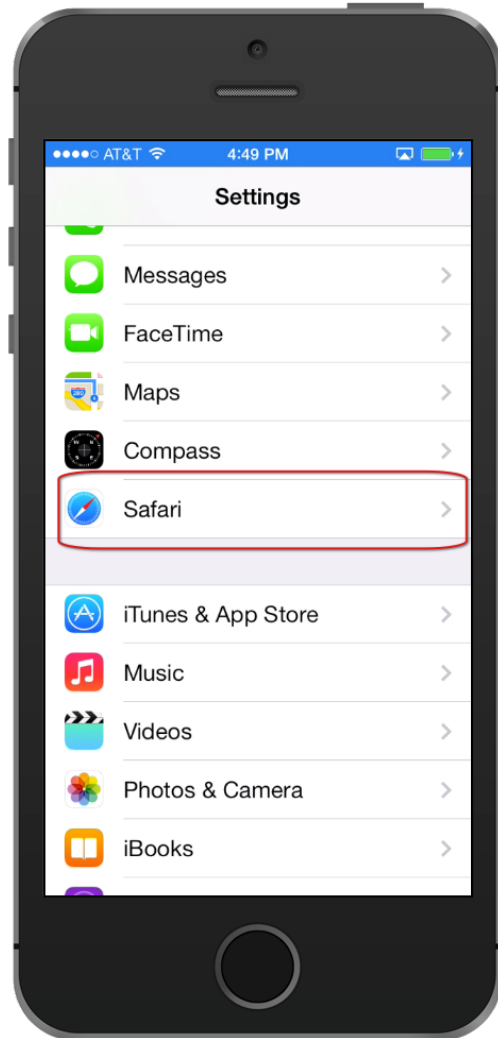 AT&T 4:49 PM
Settings
Messages
FaceTime
Maps
Compass
Safari
iTunes & App Store
Music
Videos
Photos & Camera
iBooks